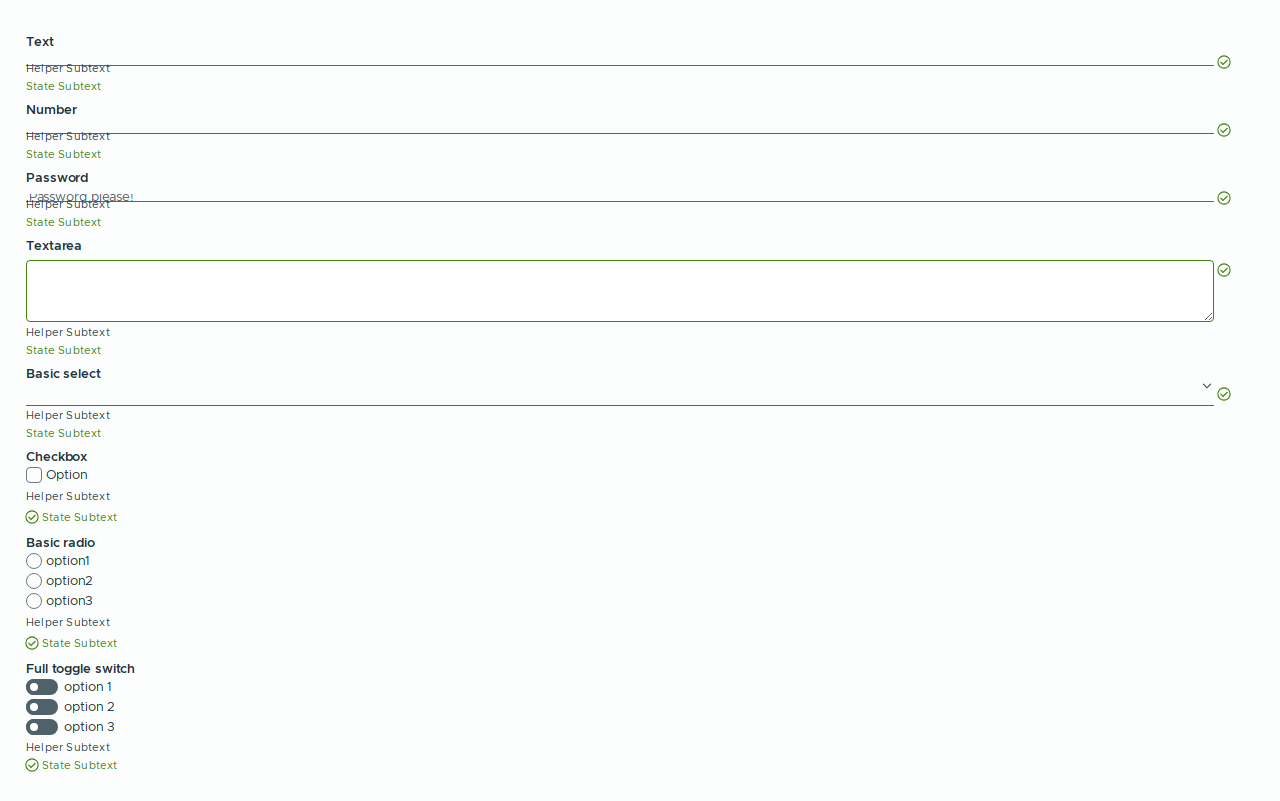 Text
Helper Subtext
State Subtext
Number
Helper Subtext
State Subtext
Password
Password please!
Helper Subtext
State Subtext
Textarea
Helper Subtext
State Subtext
Basic select
Helper Subtext
State Subtext
Checkbox
Option
Helper Subtext
State Subtext
Basic radio
option1
option2
option3
Helper Subtext
State Subtext
Full toggle switch
option 1
option 2
option 3
Helper Subtext
State Subtext